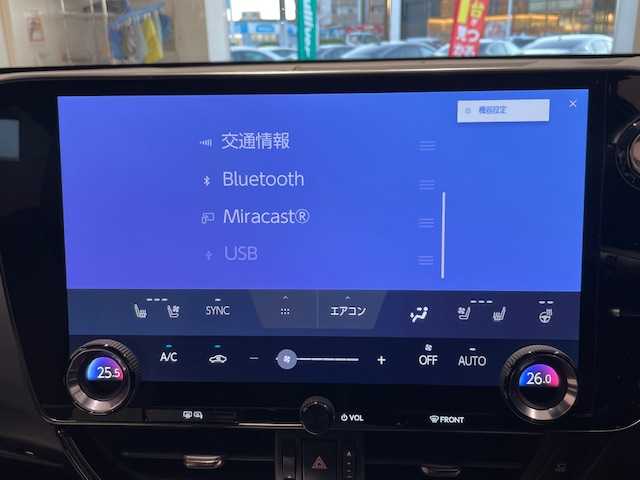 機器設定
交通情報
Bluetooth
Miracast®
USB
SYNC
エアコン
25.5
A/C
OFF
AUTO
26.0
VOL
FRONT